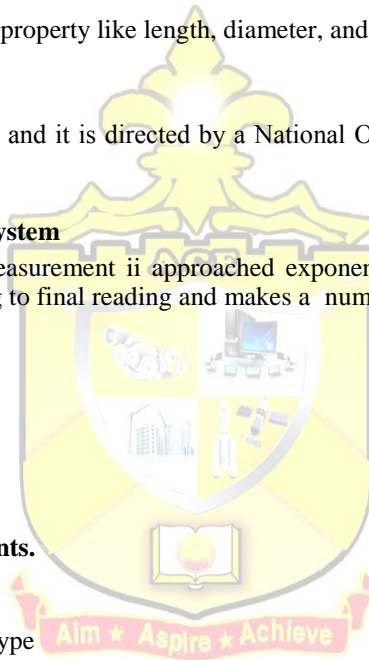 property like length, diameter, and
and it is directed by a National O
ystem
easurement ii approached exponen
g to final reading and makes a num
ACE
nts.
ype
Aim ★ Aspire ★ Achieve